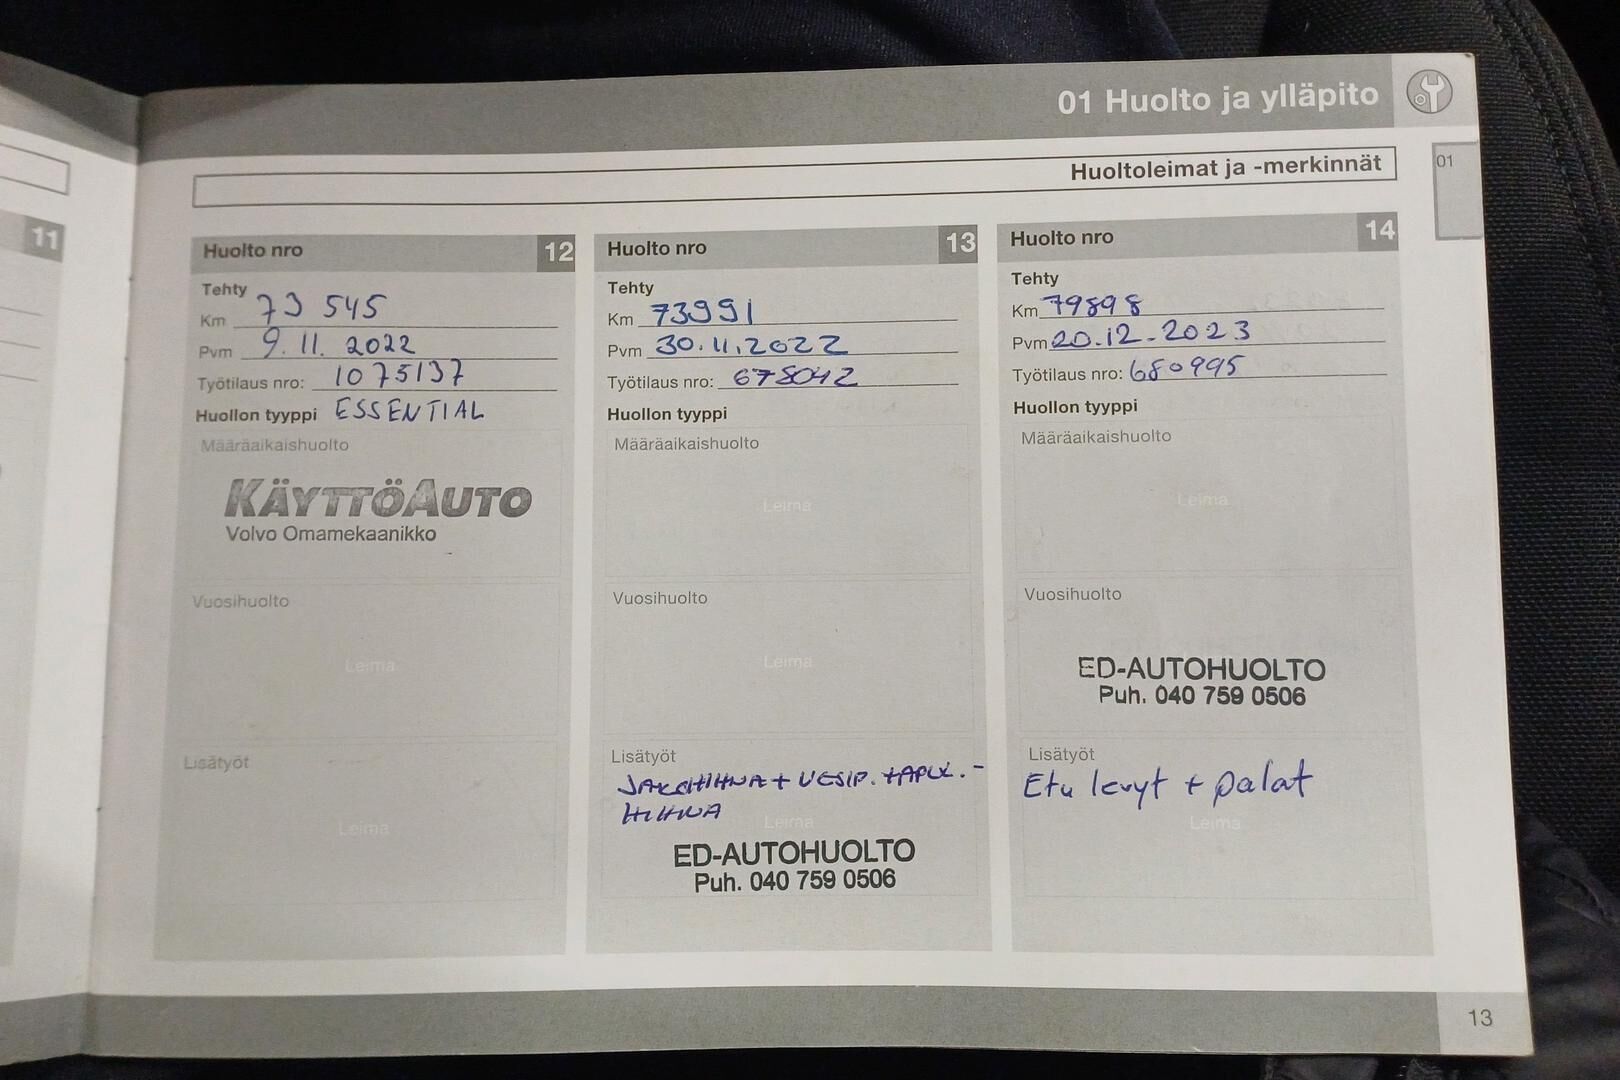 01 Huolto ja ylläpito
Huoltoleimat ja -merkinnät
01
11
Huolto nro 12
Tehty
Km 73 545
Pvm 9.11. 2022
Työtilaus nro: 1075137
Huollon tyyppi ESSENTIAL
Määräaikaishuolto
KÄYTTÖAUTO
Volvo Omamekaanikko
Vuosihuolto
Leima
Lisätyöt
Leima
Huolto nro 13
Tehty
Km 73991
Pvm 30.11.2022
Työtilaus nro: 678042
Huollon tyyppi
Määräaikaishuolto
Leima
Vuosihuolto
Leima
Lisätyöt
JAKOHIHNA + VESIP. + APUL. -
HIHNA
Leima
ED-AUTOHUOLTO
Puh. 040 759 0506
Huolto nro 14
Tehty
Km 79898
Pvm 20.12.2023
Työtilaus nro: 680995
Huollon tyyppi
Määräaikaishuolto
Leima
Vuosihuolto
ED-AUTOHUOLTO
Puh. 040 759 0506
Lisätyöt
Etu levyt + palat
Leima
13